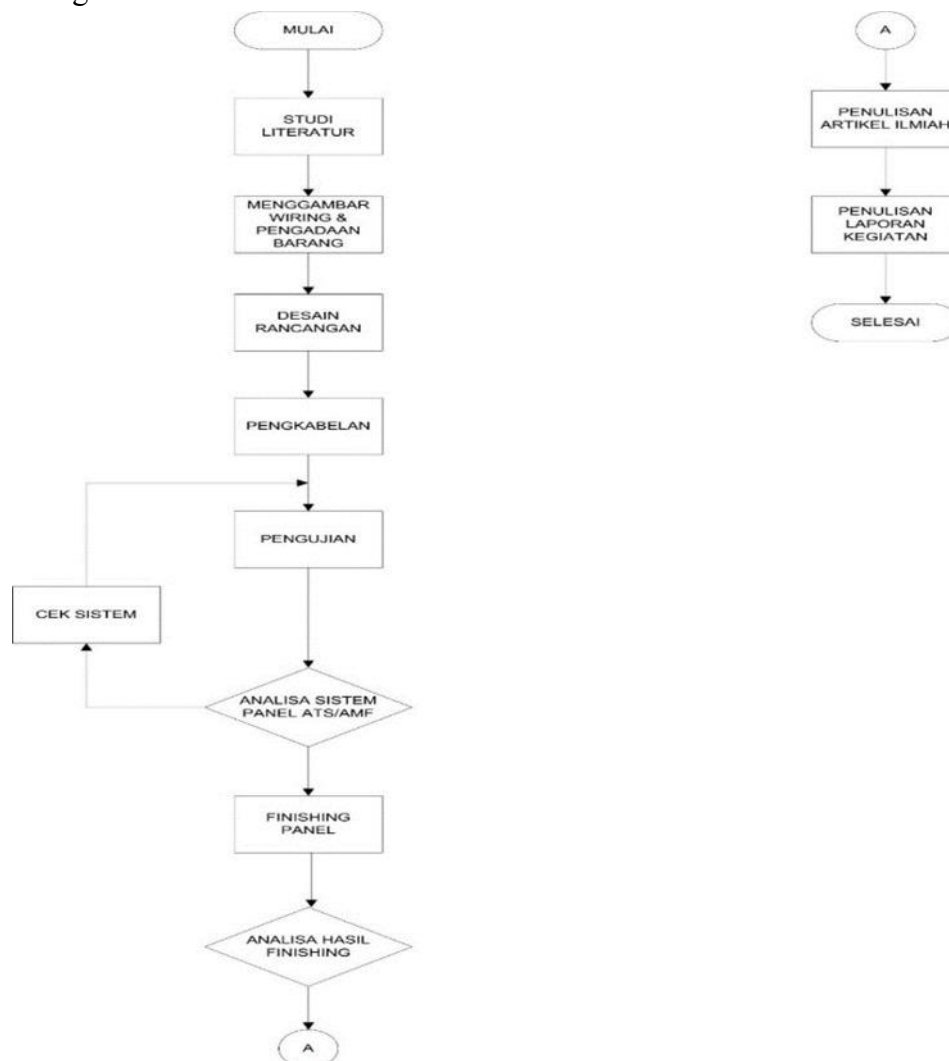 MULAI
STUDI
LITERATUR
MENGGAMBAR
WIRING &
PENGADAAN
BARANG
DESAIN
RANCANGAN
PENGKABELAN
PENGUJIAN
CEK SISTEM
ANALISA SISTEM
PANEL ATS/AMF
FINISHING
PANEL
ANALISA HASIL
FINISHING
A
A
PENULISAN
ARTIKEL ILMIAH
PENULISAN
LAPORAN
KEGIATAN
SELESAI